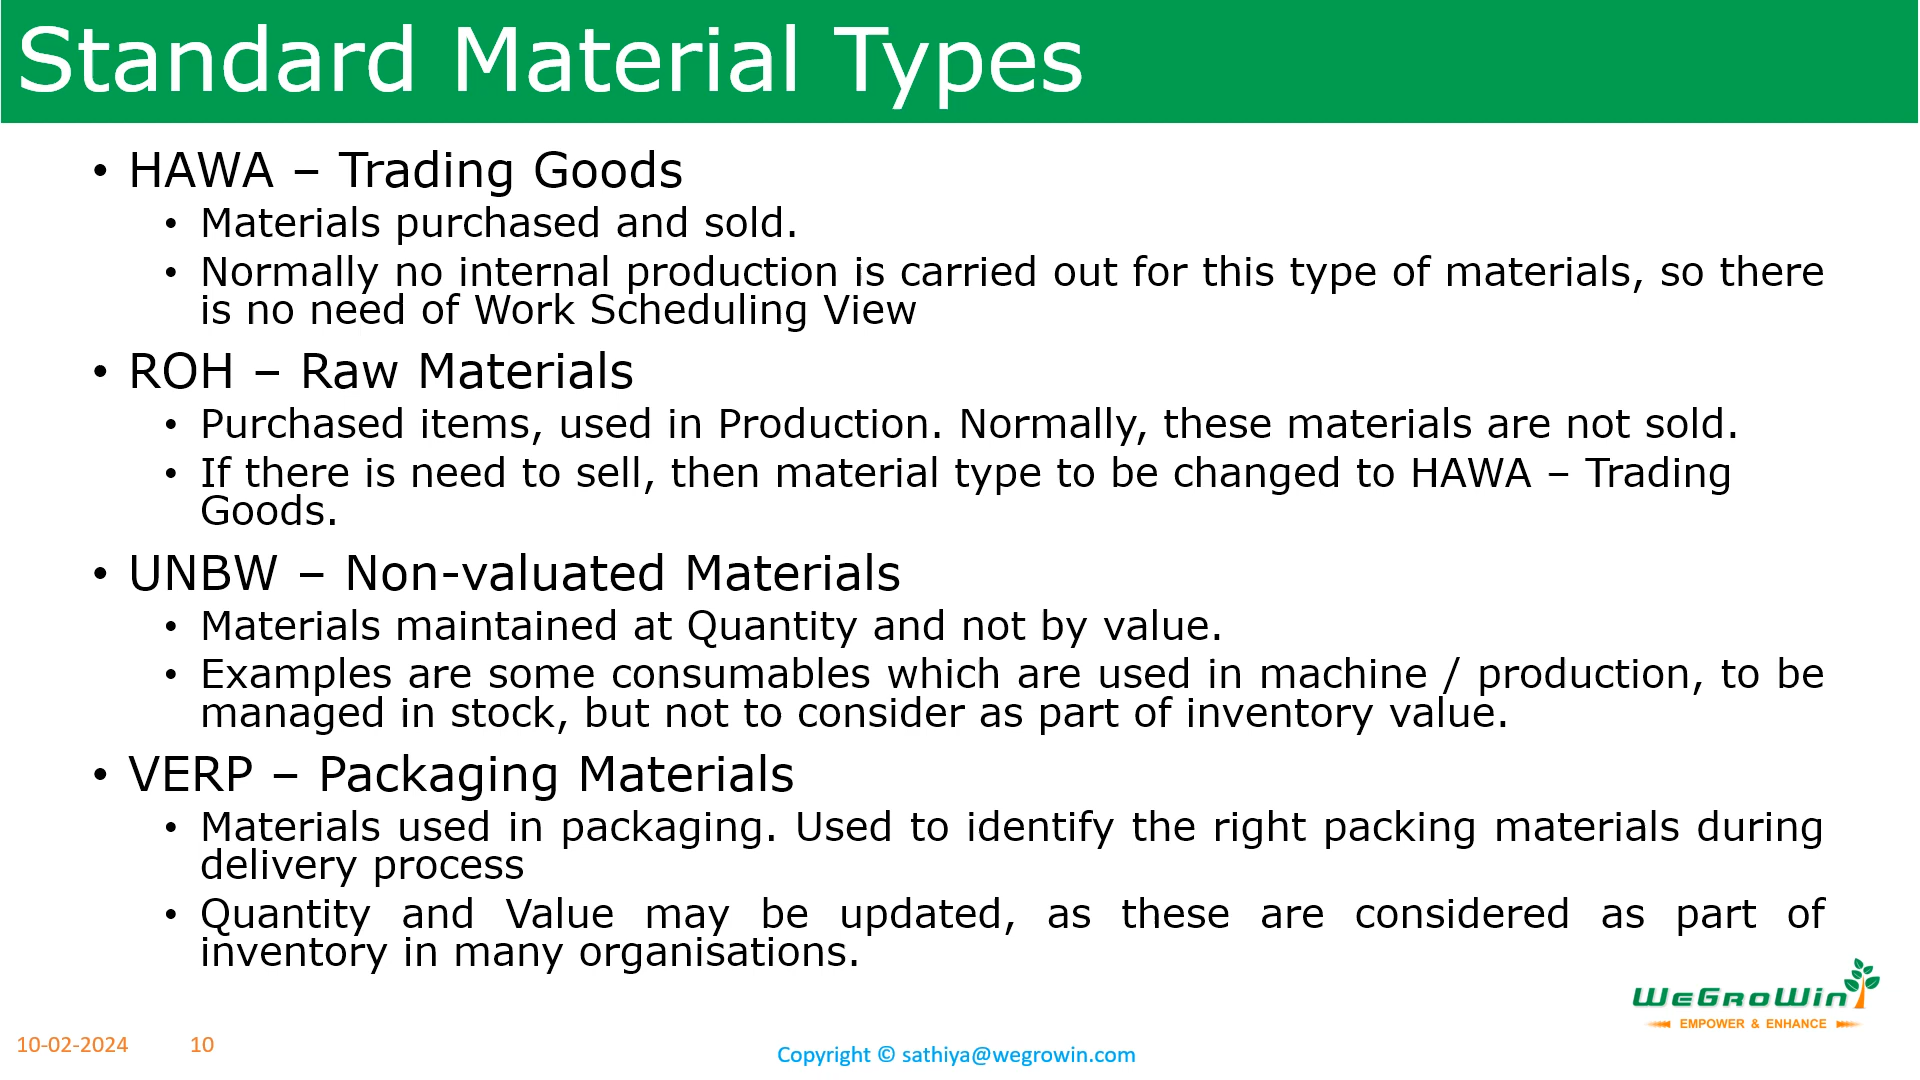 Standard Material Types
• HAWA – Trading Goods
• Materials purchased and sold.
• Normally no internal production is carried out for this type of materials, so there
is no need of Work Scheduling View
• ROH – Raw Materials
• Purchased items, used in Production. Normally, these materials are not sold.
• If there is need to sell, then material type to be changed to HAWA – Trading
Goods.
• UNBW – Non-valuated Materials
• Materials maintained at Quantity and not by value.
• Examples are some consumables which are used in machine / production, to be
managed in stock, but not to consider as part of inventory value.
• VERP – Packaging Materials
• Materials used in packaging. Used to identify the right packing materials during
delivery process
• Quantity and Value may be updated, as these are considered as part of
inventory in many organisations.
WeGroWin
EMPOWER & ENHANCE
10-02-2024 10
Copyright © sathiya@wegrowin.com